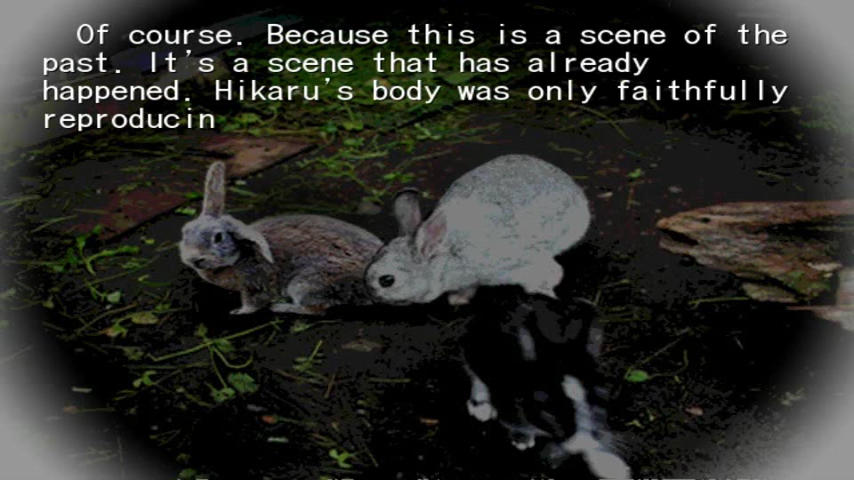 Of course. Because this is a scene of the
past. It's a scene that has already
happened. Hikaru's body was only faithfully
reproducin